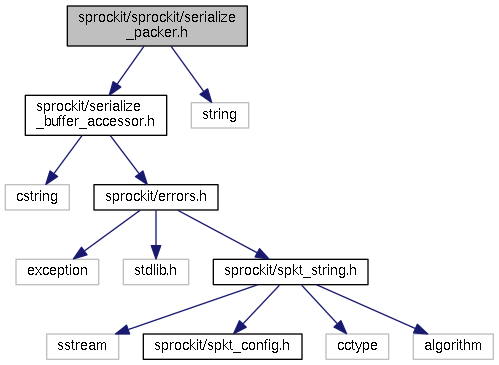 sprockit/sprockit/serialize
_packer.h
sprockit/serialize
_buffer_accessor.h
string
cstring
sprockit/errors.h
exception
stdlib.h
sprockit/spkt_string.h
sstream
sprockit/spkt_config.h
cctype
algorithm